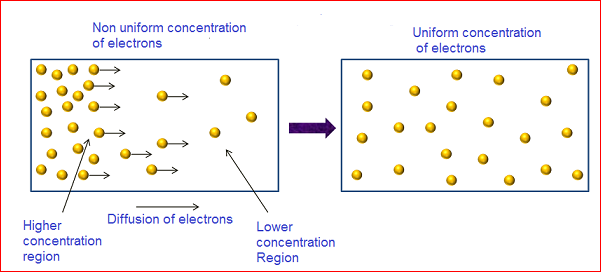 Non uniform concentration
of electrons
Uniform concentration
of electrons
Higher
concentration
region
Diffusion of electrons
Lower
concentration
Region